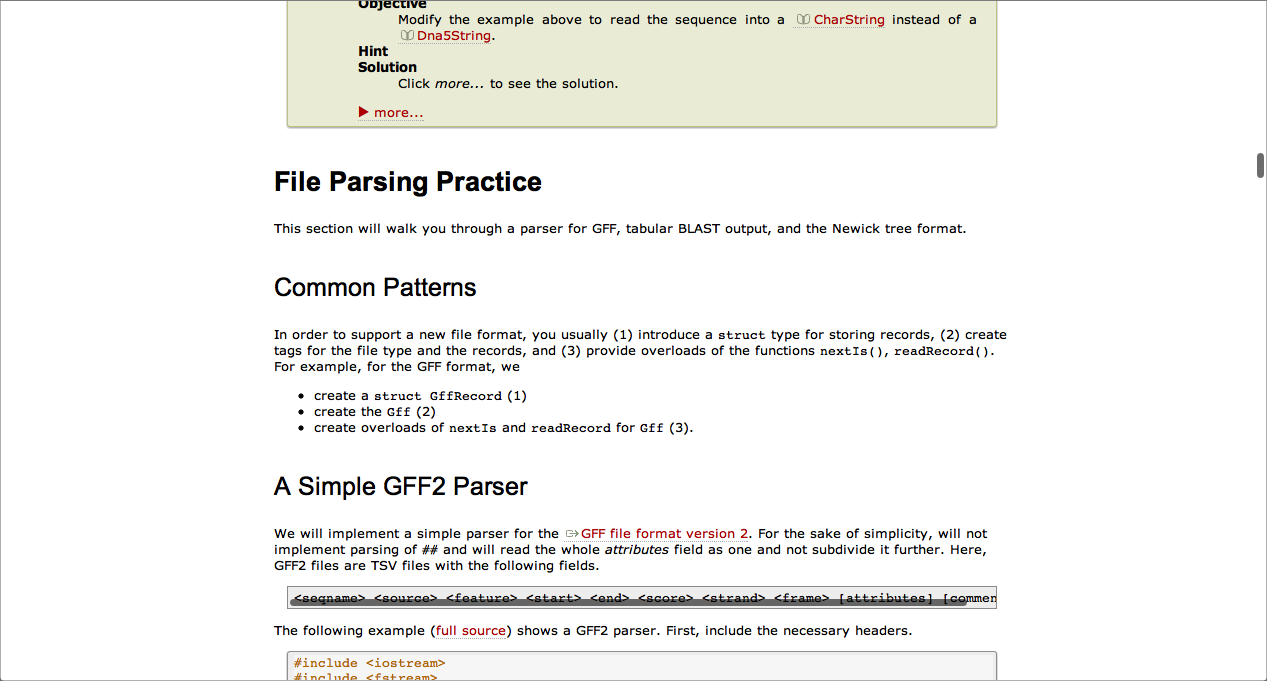 Objective
Modify the example above to read the sequence into a CharString instead of a
Dna5String.
Hint
Solution
Click more... to see the solution.
more...
File Parsing Practice
This section will walk you through a parser for GFF, tabular BLAST output, and the Newick tree format.
Common Patterns
In order to support a new file format, you usually (1) introduce a struct type for storing records, (2) create
tags for the file type and the records, and (3) provide overloads of the functions nextIs(), readRecord().
For example, for the GFF format, we
• create a struct GffRecord (1)
• create the Gff (2)
• create overloads of nextIs and readRecord for Gff (3).
A Simple GFF2 Parser
We will implement a simple parser for the GFF file format version 2. For the sake of simplicity, will not
implement parsing of ## and will read the whole attributes field as one and not subdivide it further. Here,
GFF2 files are TSV files with the following fields.
<seqname> <source> <feature> <start> <end> <score> <strand> <frame> [attributes] [commen
The following example (full source) shows a GFF2 parser. First, include the necessary headers.
#include <iostream>
#include <fstream>